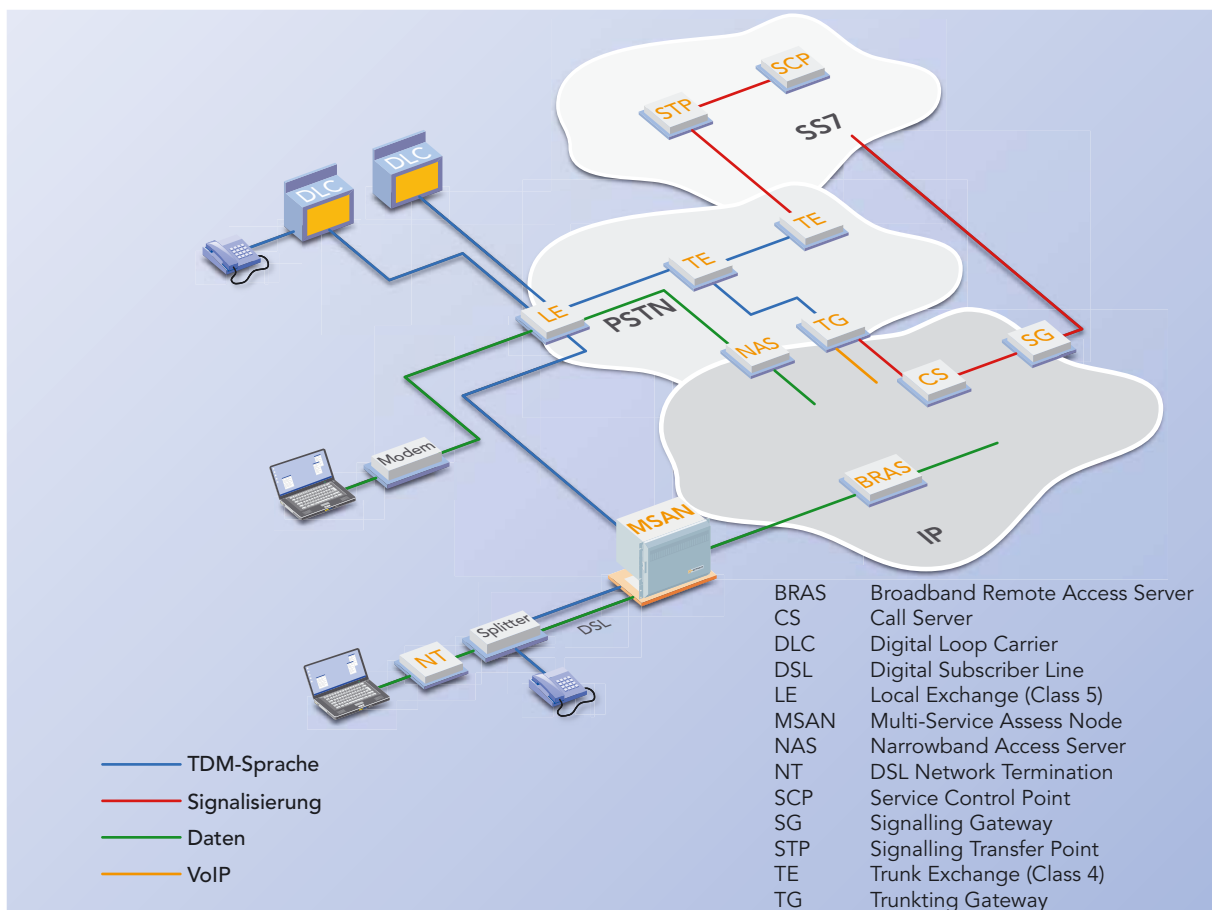 SCP
STP
SS7
DLC
DLC
TE
TE
LE
PSTN
TG
NAS
SG
CS
Modem
BRAS
MSAN
IP
Splitter
DSL
NT
TDM-Sprache
Signalisierung
Daten
VoIP
BRAS Broadband Remote Access Server
CS Call Server
DLC Digital Loop Carrier
DSL Digital Subscriber Line
LE Local Exchange (Class 5)
MSAN Multi-Service Assess Node
NAS Narrowband Access Server
NT DSL Network Termination
SCP Service Control Point
SG Signalling Gateway
STP Signalling Transfer Point
TE Trunk Exchange (Class 4)
TG Trunkting Gateway